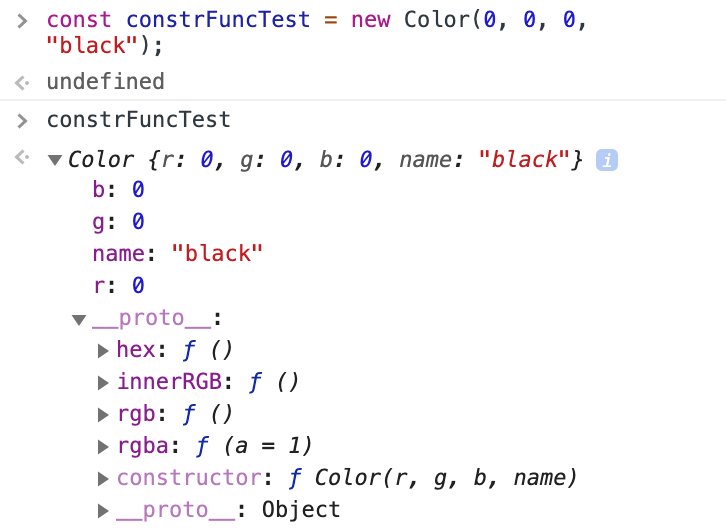 > const constrFuncTest = new Color(0, 0, 0,
"black");
<· undefined
> constrFuncTest
<· ▼Color {r: 0, g: 0, b: 0, name: "black"} i
b: 0
g: 0
name: "black"
r: 0
▼__proto__:
▶hex: ƒ ()
▶innerRGB: ƒ ()
▶rgb: ƒ ()
▶rgba: ƒ (a = 1)
▶constructor: ƒ Color(r, g, b, name)
▶__proto__: Object